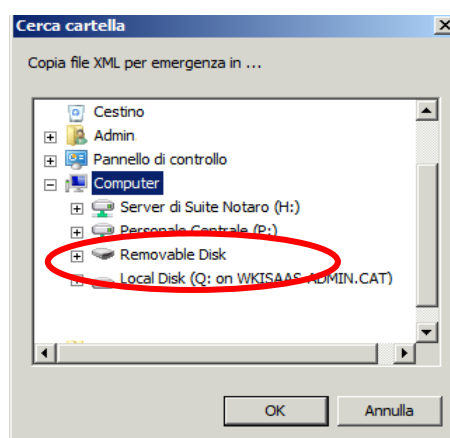 Cerca cartella
Copia file XML per emergenza in ...
Cestino
Admin
Pannello di controllo
Computer
Server di Suite Notaro (H:)
Personale Centrale (P:)
Removable Disk
Local Disk (Q: on WKISAAS-ADMIN.CAT)
OK
Annulla